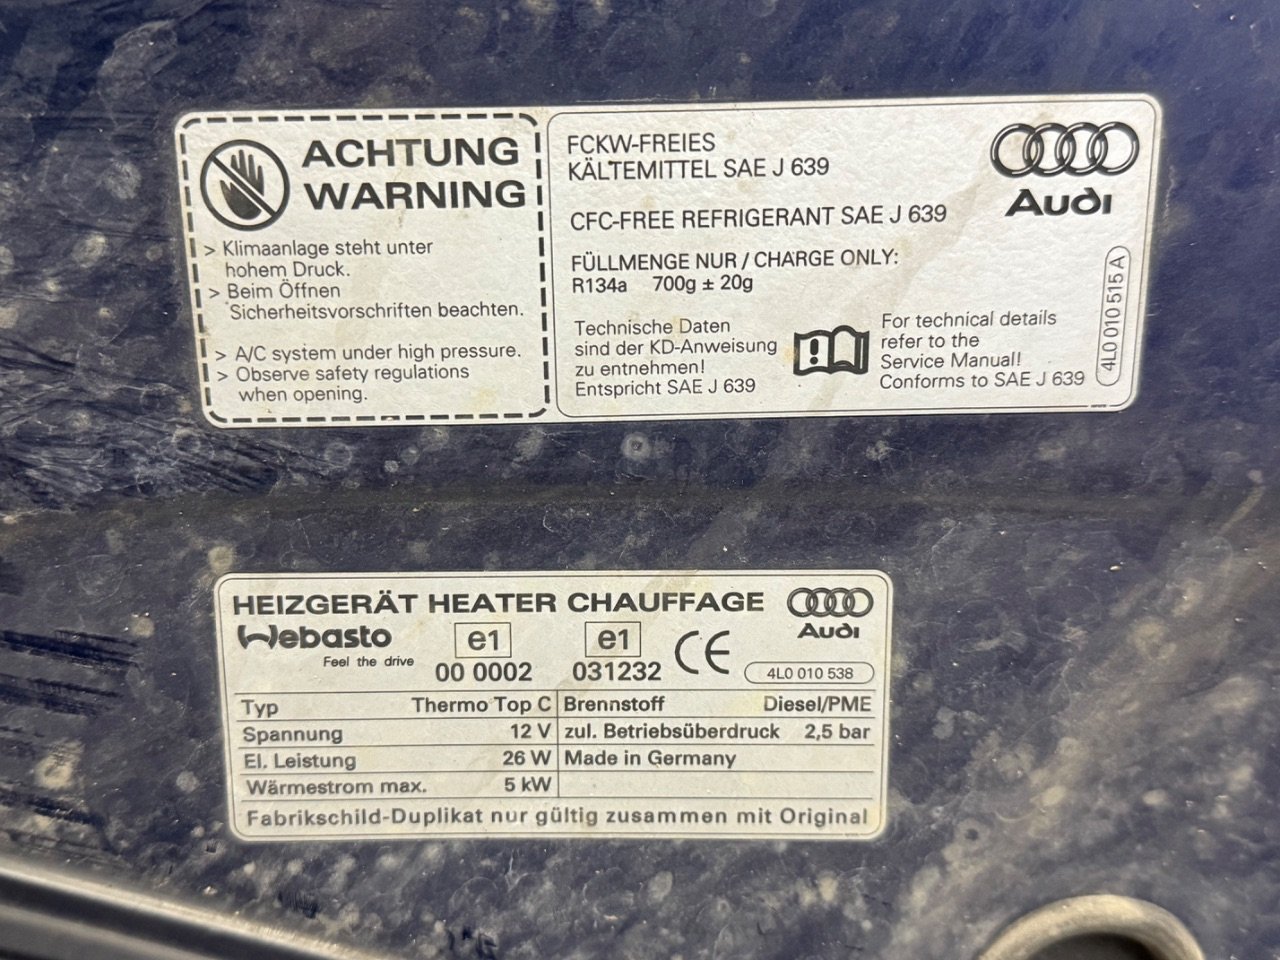 ACHTUNG
WARNING
> Klimaanlage steht unter
hohem Druck.
> Beim Öffnen
Sicherheitsvorschriften beachten.
> A/C system under high pressure.
> Observe safety regulations
when opening.
FCKW-FREIES
KÄLTEMITTEL SAE J 639
CFC-FREE REFRIGERANT SAE J 639
FÜLLMENGE NUR / CHARGE ONLY:
R134a 700g ± 20g
Technische Daten
sind der KD-Anweisung
zu entnehmen!
Entspricht SAE J 639
For technical details
refer to the
Service Manual!
Conforms to SAE J 639
Audi
4L0 010 515 A
HEIZGERÄT HEATER CHAUFFAGE
Audi
Webasto
Feel the drive
e1
00 0002
e1
031232
CE
4L0 010 538
Typ Thermo Top C Brennstoff Diesel/PME
Spannung 12 V zul. Betriebsüberdruck 2,5 bar
El. Leistung 26 W Made in Germany
Wärmestrom max. 5 kW
Fabrikschild-Duplikat nur gültig zusammen mit Original